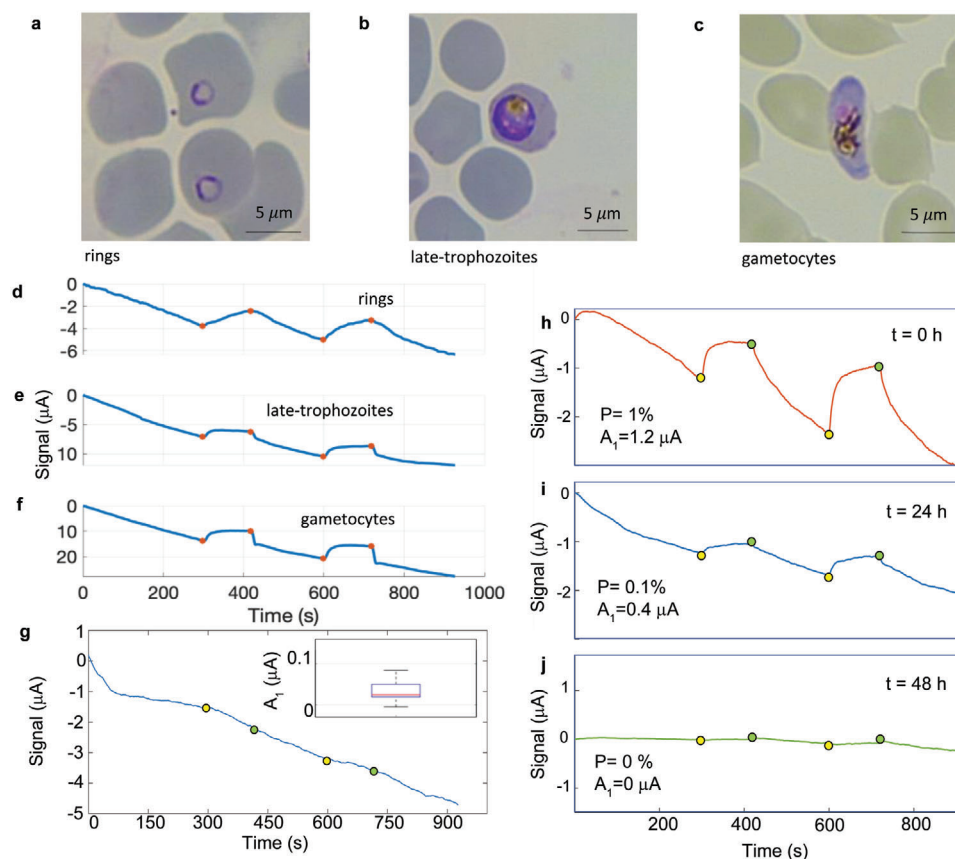 a
b
c
5 μm
5 μm
5 μm
rings
late-trophozoites
gametocytes
d
0
-2
-4
-6
rings
e
0
-5
10
late-trophozoites
Signal (μA)
f
0
10
20
gametocytes
0 200 400 600 800 1000
Time (s)
g
1
0
-1
-2
-3
-4
-5
Signal (μA)
0.1
0
A1 (μA)
0 150 300 450 600 750 900
Time (s)
h
0
-1
-2
Signal (μA)
t = 0 h
P= 1%
A1=1.2 μA
i
0
-1
-2
Signal (μA)
t = 24 h
P= 0.1%
A1=0.4 μA
j
1
0
-1
Signal (μA)
t = 48 h
P= 0 %
A1=0 μA
200 400 600 800
Time (s)